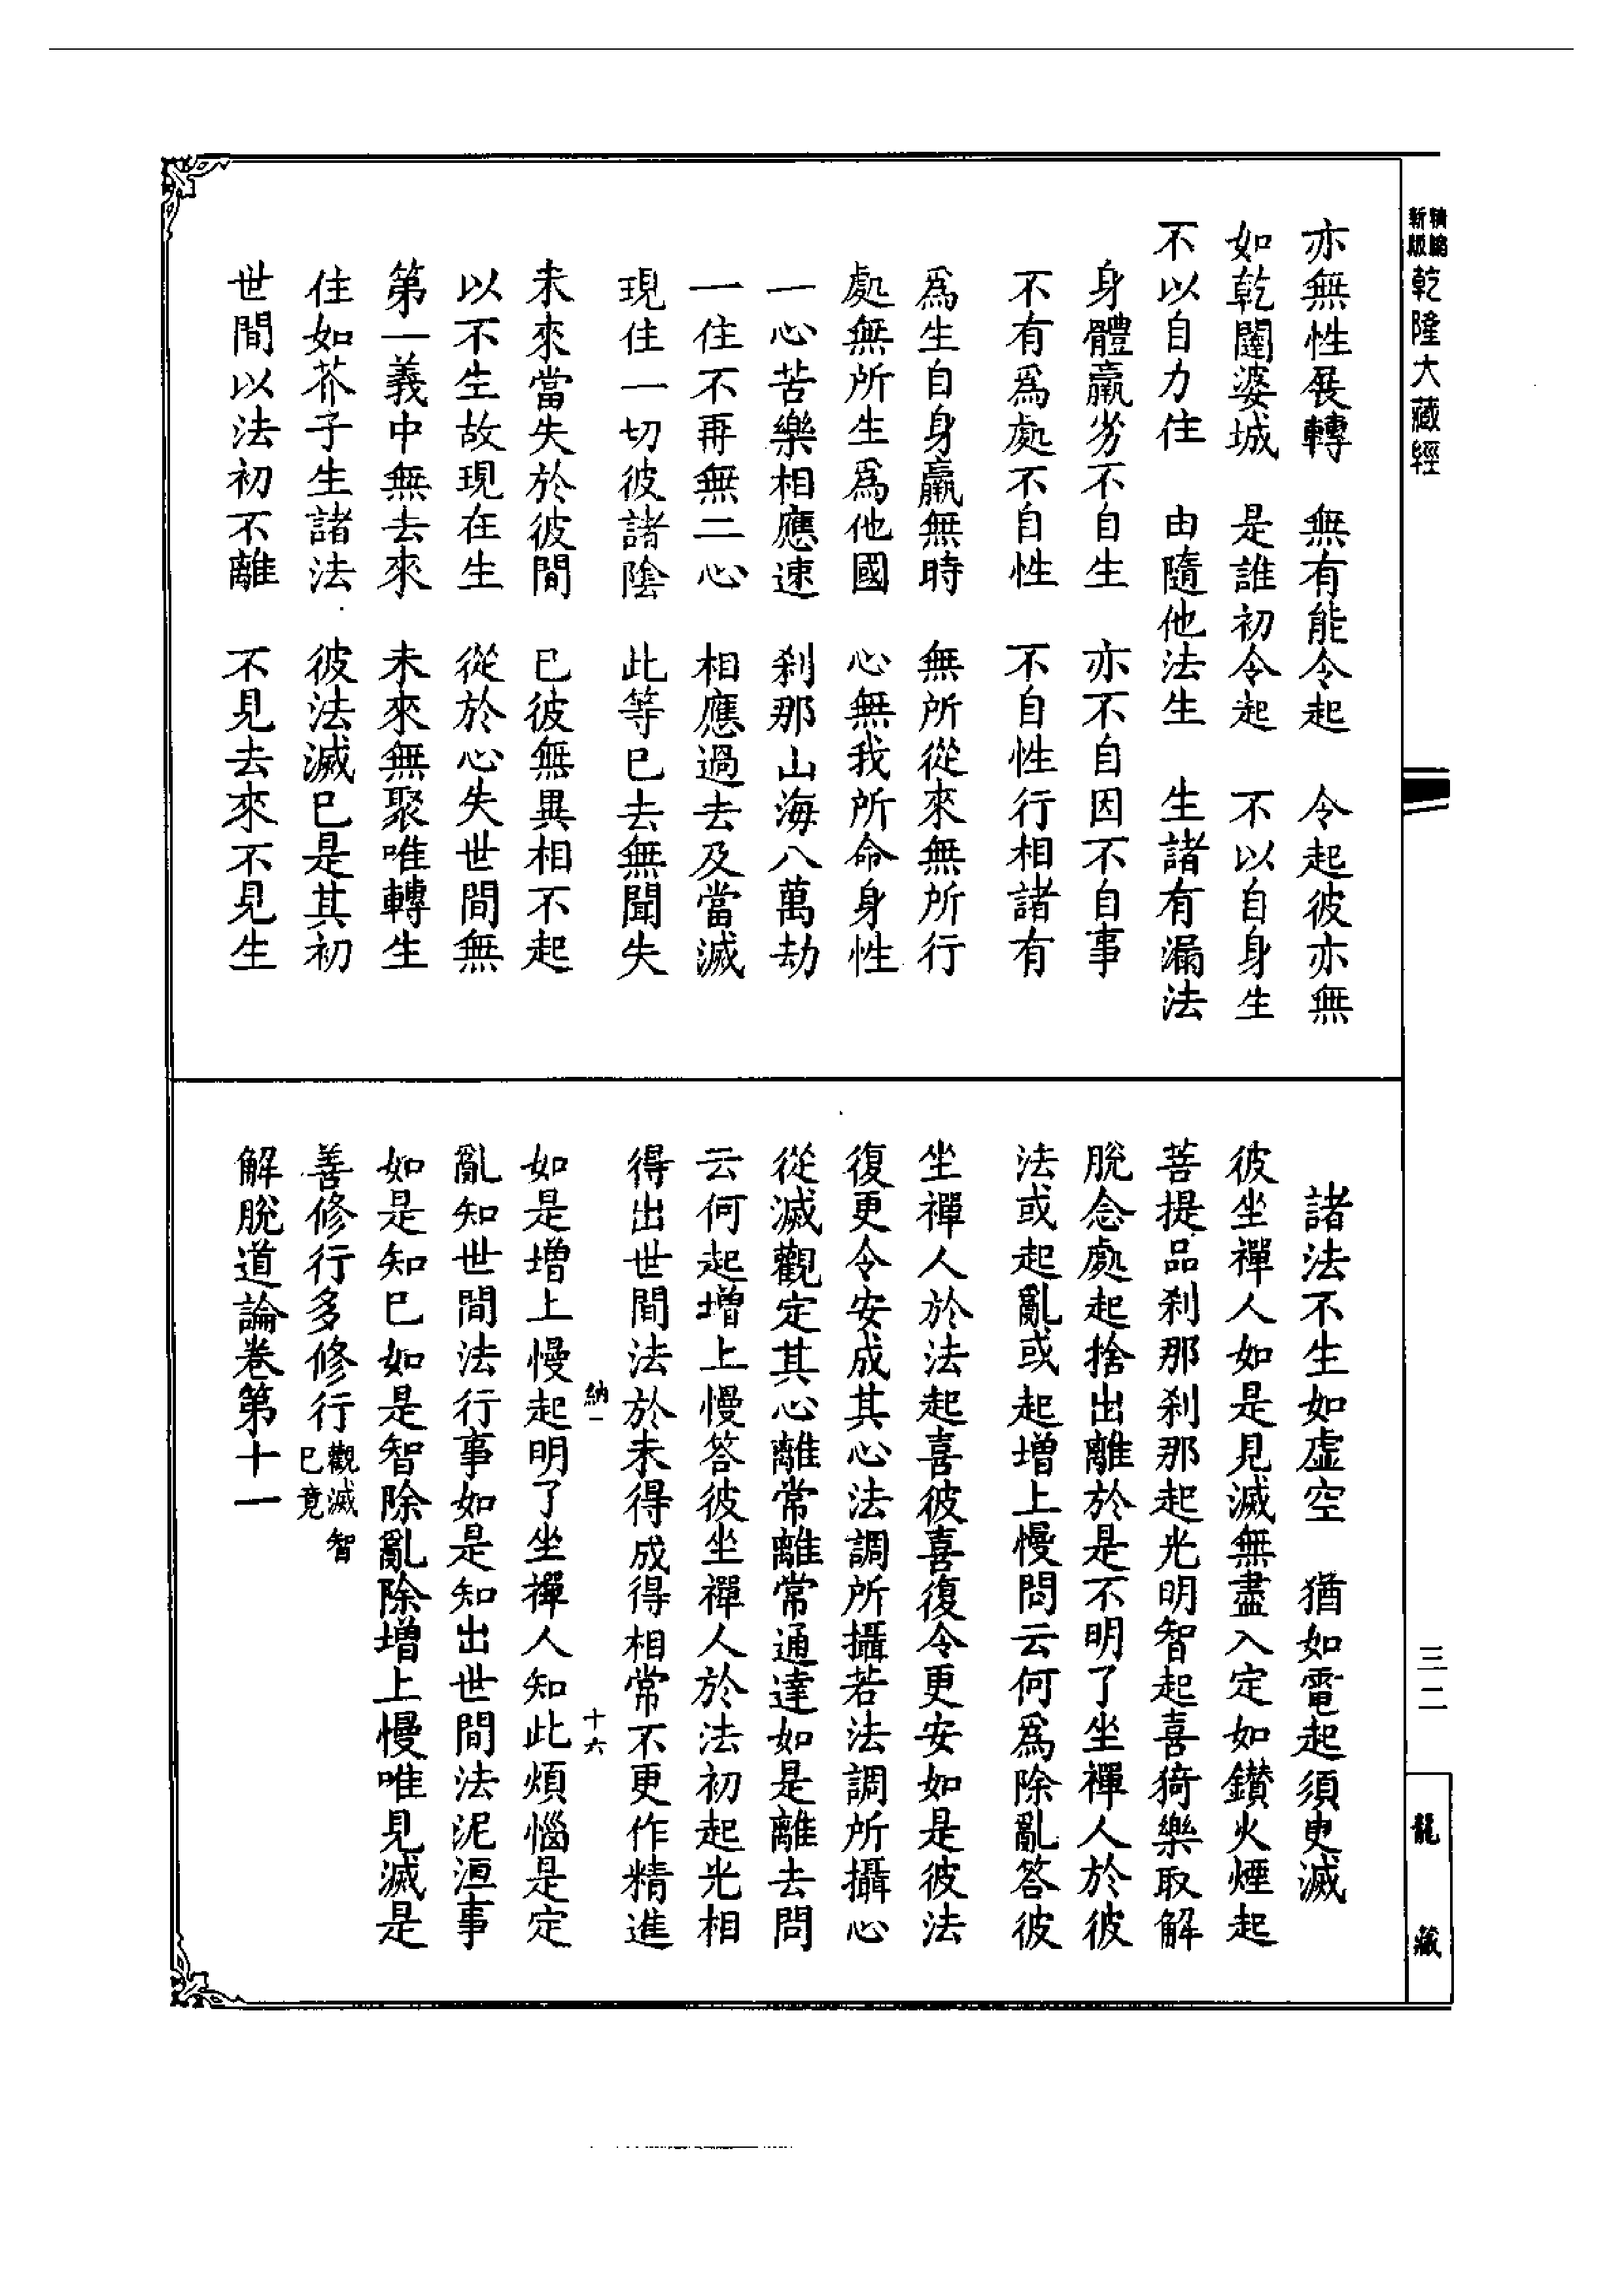 精縮新版
乾隆大藏經
亦無性展轉　無有能令起　令起彼亦無
如乾闥婆城　是誰初令起　不以自身生
不以自力住　由隨他法生　生諸有漏法
身體羸劣不自生　亦不自因不自事
不有為處不自性　不自性行相諸有
為生自身羸無時　無所從來無所行
處無所生為他國　心無我所命身性
一心苦樂相應速　剎那山海八萬劫
一住不再無二心　相應過去及當滅
現住一切彼諸陰　此等已去無聞失
未來當失於彼間　已彼無異相不起
以不生故現在生　從於心失世間無
第一義中無去來　未來無聚唯轉生
住如芥子生諸法　彼法滅已是其初
世間以法初不離　不見去來不見生
諸法不生如虛空　猶如電起須臾滅
彼坐禪人如是見滅無盡入定如鑽火煙起
菩提品剎那剎那起光明智起喜猗樂取解
脫念處起捨出離於是不明了坐禪人於彼
法或起亂或起增上慢問云何為除亂答彼
坐禪人於法起喜彼喜復令更安如是彼法
復更令安成其心法調所攝若法調所攝心
從滅觀定其心離常離常通達如是離去問
云何起增上慢答彼坐禪人於法初起光相
得出世間法於未得成得相常不更作精進
納一　十六
如是增上慢起明了坐禪人知此煩惱是定
亂知世間法行事如是知出世間法泥洹事
如是知已如是智除亂除增上慢唯見滅是
善修行多修行觀滅智已竟
解脫道論卷第十一
三二
龍藏